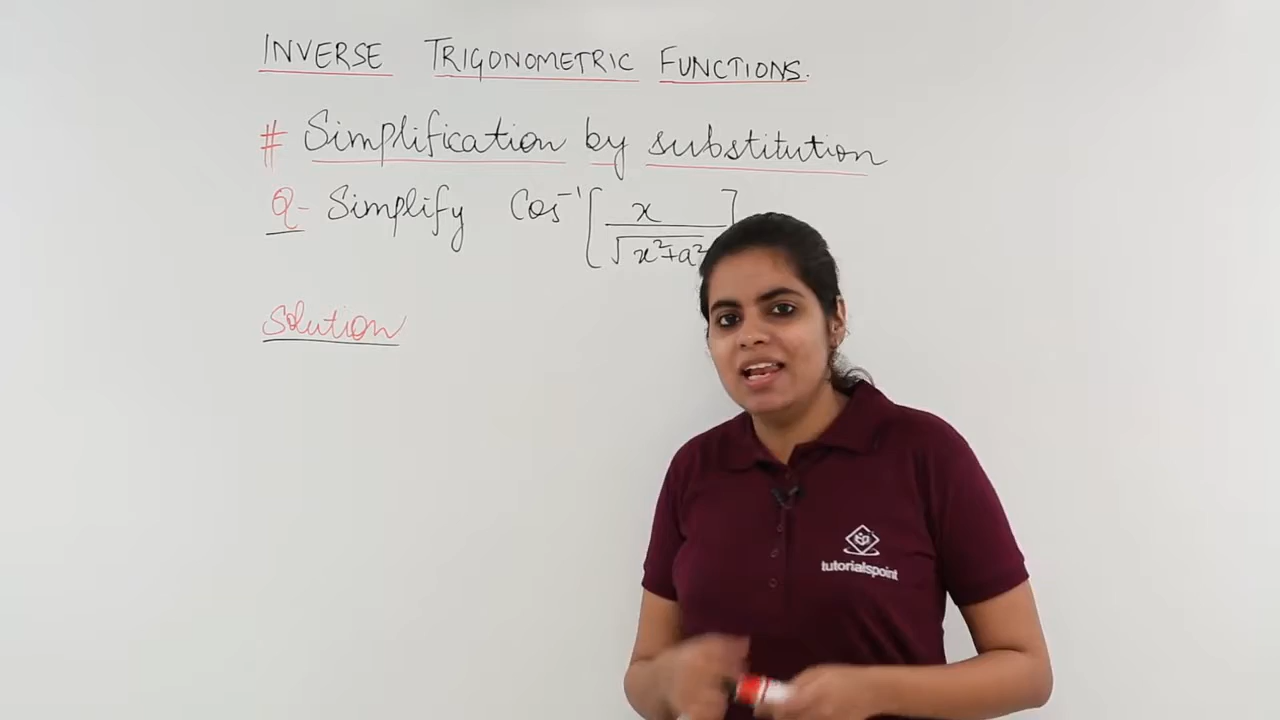 INVERSE TRIGONOMETRIC FUNCTIONS.
# Simplification by substitution
Q- Simplify Cos⁻¹[x/√x²+a²]
Solution
tutorialspoint